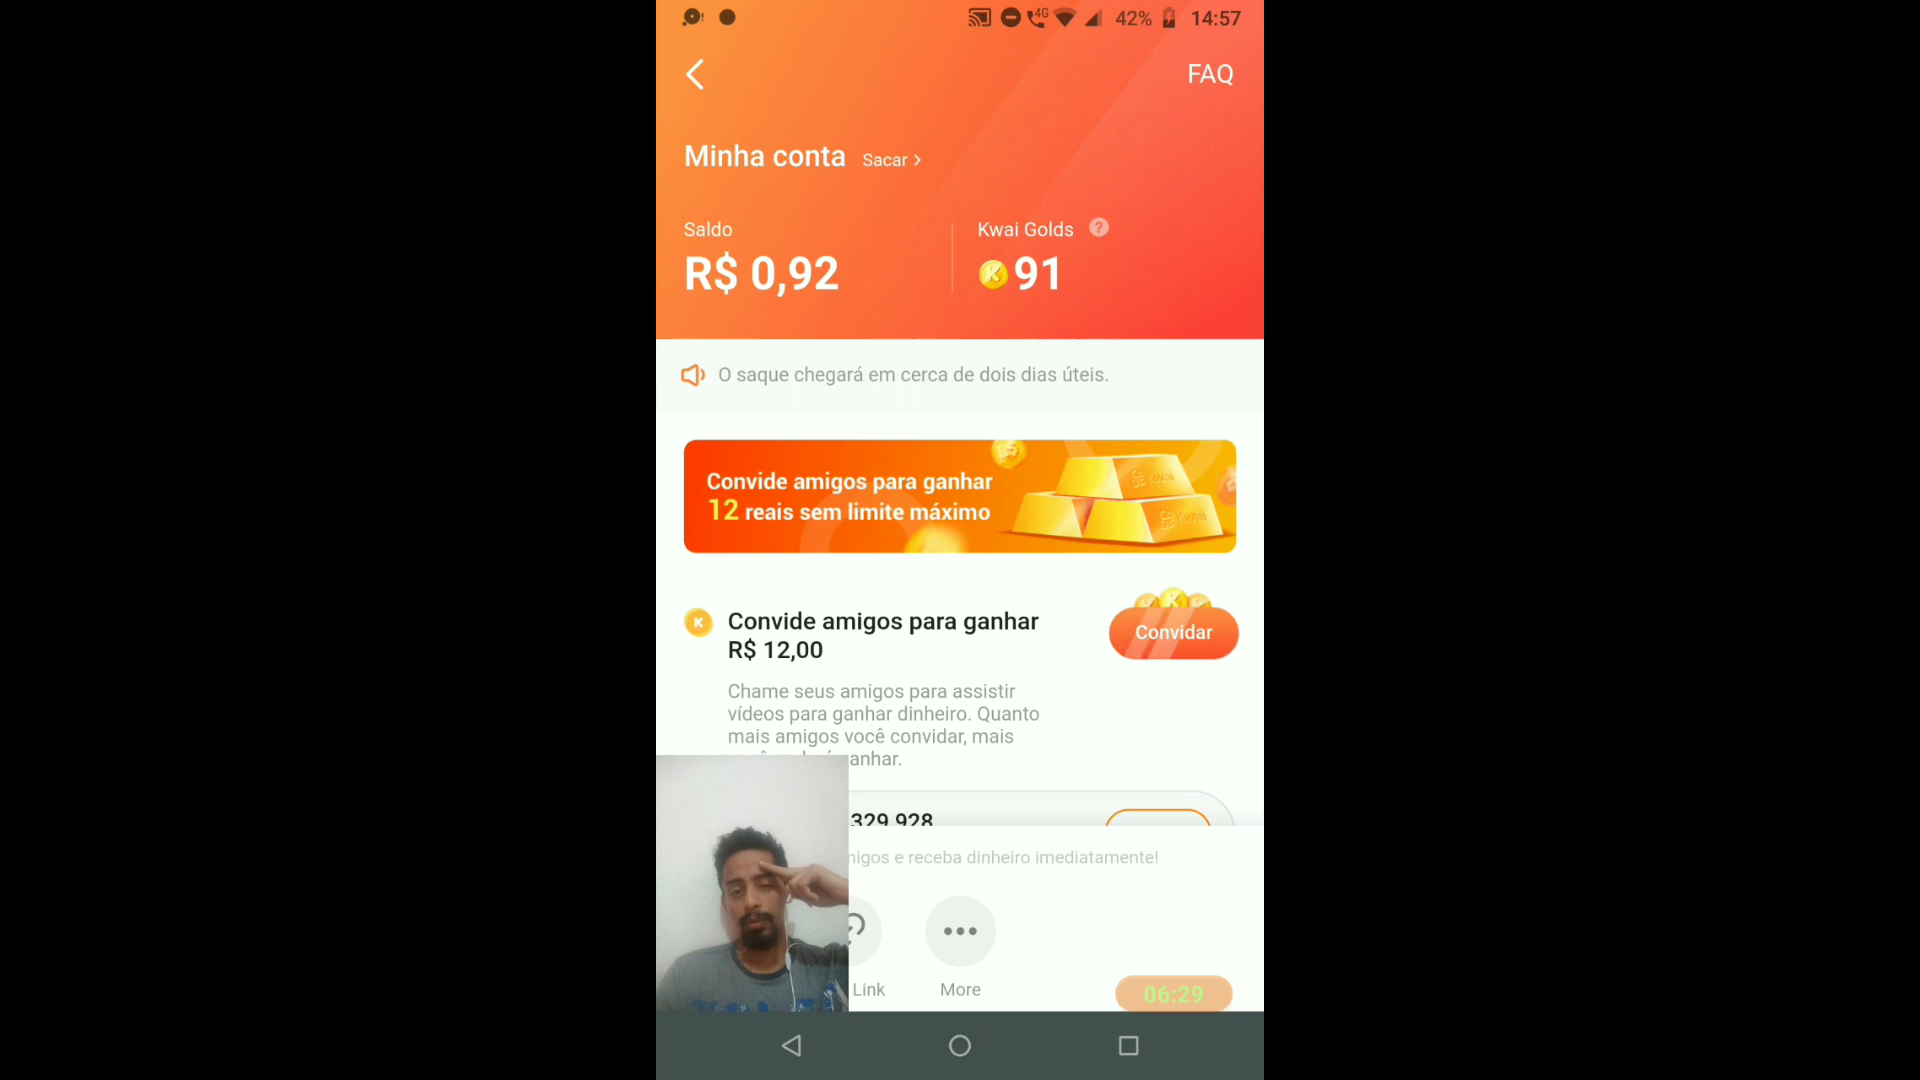 42% 14:57
FAQ
Minha conta Sacar >
Saldo
Kwai Golds ?
R$ 0,92
91
O saque chegará em cerca de dois dias úteis.
Convide amigos para ganhar
12 reais sem limite máximo
Convide amigos para ganhar
R$ 12,00
Convidar
Chame seus amigos para assistir
vídeos para ganhar dinheiro. Quanto
mais amigos você convidar, mais
anhar.
329 928
migos e receba dinheiro imediatamente!
Link
More
06:29